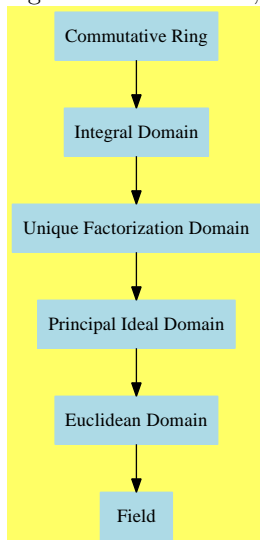 Commutative Ring
Integral Domain
Unique Factorization Domain
Principal Ideal Domain
Euclidean Domain
Field